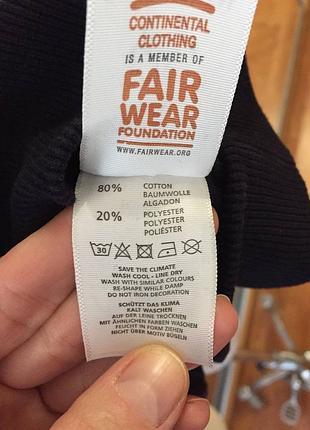 CONTINENTAL
CLOTHING
IS A MEMBER OF
FAIR
WEAR
FOUNDATION
WWW.FAIRWEAR.ORG
80% COTTON
BAUMWOLLE
ALGADON
20% POLYESTER
POLYESTER
POLIÉSTER
30
SAVE THE CLIMATE
WASH COOL - LINE DRY
WASH WITH SIMILAR COLOURS
RE-SHAPE WHILE DAMP
DO NOT IRON DECORATION
SCHÜTZT DAS KLIMA
KALT WASCHEN
AUF DER LEINE TROCKNEN
MIT ÄHNLICHEN FARBEN WASCHEN
FEUCHT IN FORM ZIEHEN
NICHT ÜBER MOTIV BÜGELN